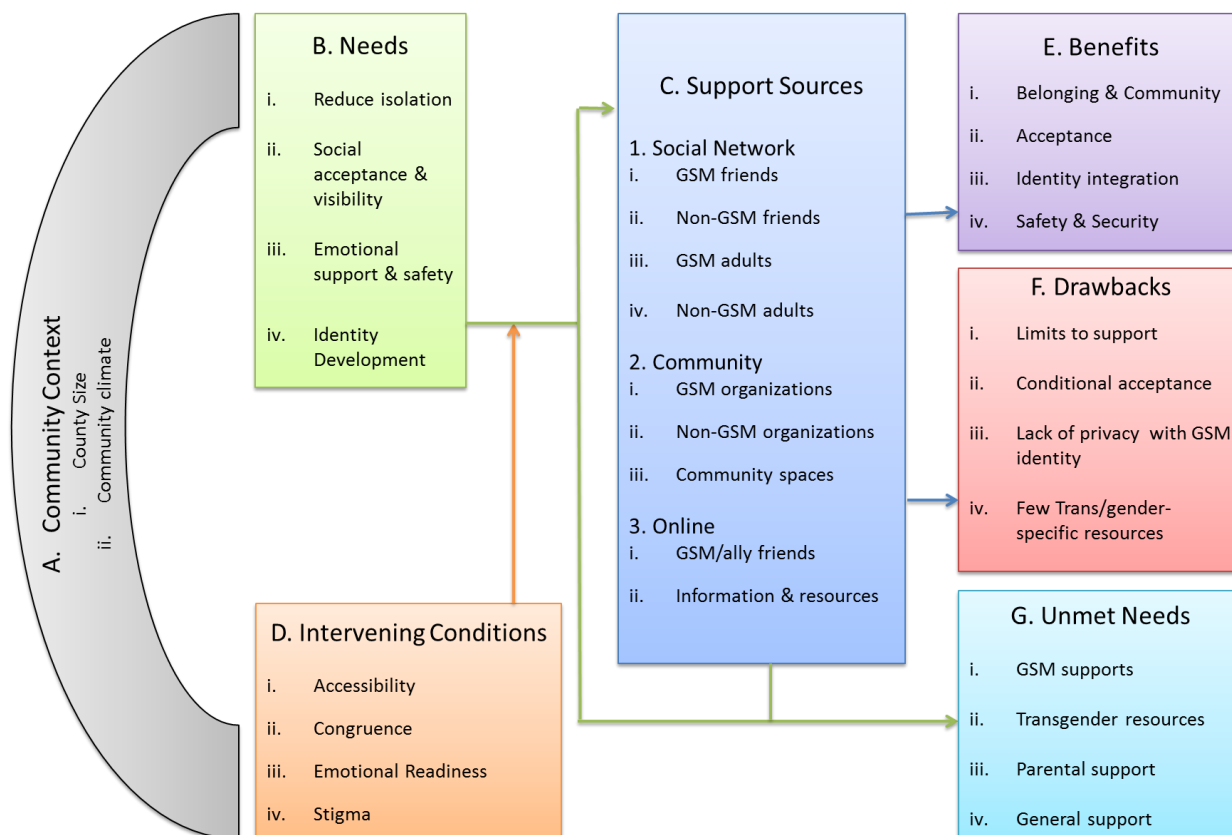 A. Community Context
i. County Size
ii. Community climate
B. Needs
i. Reduce isolation
ii. Social
acceptance &
visibility
iii. Emotional
support & safety
iv. Identity
Development
D. Intervening Conditions
i. Accessibility
ii. Congruence
iii. Emotional Readiness
iv. Stigma
C. Support Sources
1. Social Network
i. GSM friends
ii. Non-GSM friends
iii. GSM adults
iv. Non-GSM adults
2. Community
i. GSM organizations
ii. Non-GSM organizations
iii. Community spaces
3. Online
i. GSM/ally friends
ii. Information & resources
E. Benefits
i. Belonging & Community
ii. Acceptance
iii. Identity integration
iv. Safety & Security
F. Drawbacks
i. Limits to support
ii. Conditional acceptance
iii. Lack of privacy with GSM
identity
iv. Few Trans/gender-
specific resources
G. Unmet Needs
i. GSM supports
ii. Transgender resources
iii. Parental support
iv. General support